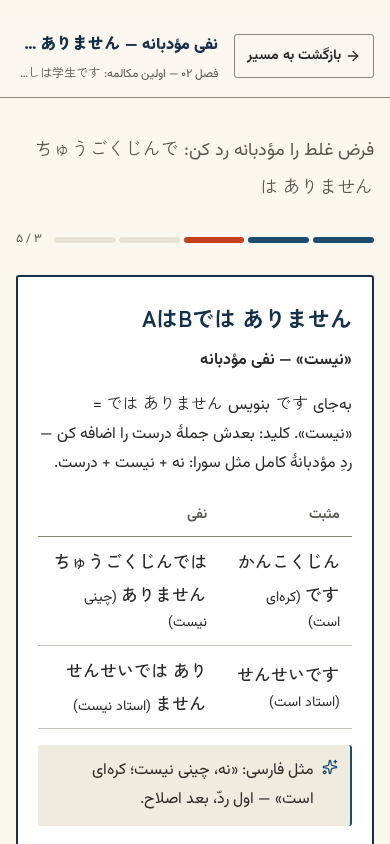 بازگشت به مسیر
نفی مؤدبانه — ありません ...
فصل ۰۲ — اولین مکالمه: しは学生です...
فرض غلط را مؤدبانه رد کن: ちゅうごくじんで
は ありません
۳ / ۵
AはBでは ありません
«نیست» — نفی مؤدبانه
به‌جای です بنویس では ありません =
«نیست». کلید: بعدش جملهٔ درست را اضافه کن —
ردِ مؤدبانهٔ کامل مثل سورا: نه + نیست + درست.
مثبت نفی
かんこくじん ちゅうごくじんでは
です (کره‌ای ありません (چینی
است) نیست)
せんせいです せんせいでは あり
(استاد است) ません (استاد نیست)
مثل فارسی: «نه، چینی نیست؛ کره‌ای
است» — اول ردّ، بعد اصلاح.